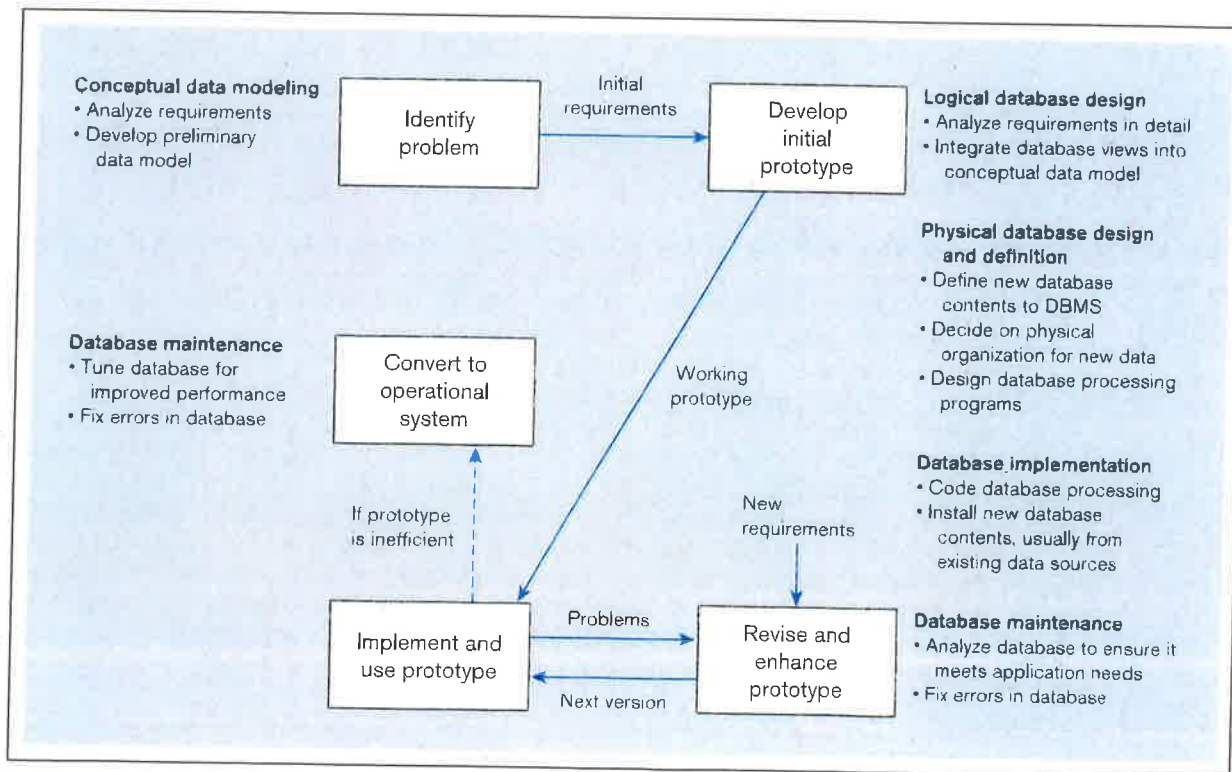 Conceptual data modeling
• Analyze requirements
• Develop preliminary
data model
Identify
problem
Initial
requirements
Develop
initial
prototype
Logical database design
• Analyze requirements in detail
• Integrate database views into
conceptual data model
Physical database design
and definition
• Define new database
contents to DBMS
• Decide on physical
organization for new data
• Design database processing
programs
Database maintenance
• Tune database for
improved performance
• Fix errors in database
Convert to
operational
system
Working
prototype
Database implementation
• Code database processing
• Install new database
contents, usually from
existing data sources
If prototype
is inefficient
New
requirements
Implement and
use prototype
Problems
Next version
Revise and
enhance
prototype
Database maintenance
• Analyze database to ensure it
meets application needs
• Fix errors in database